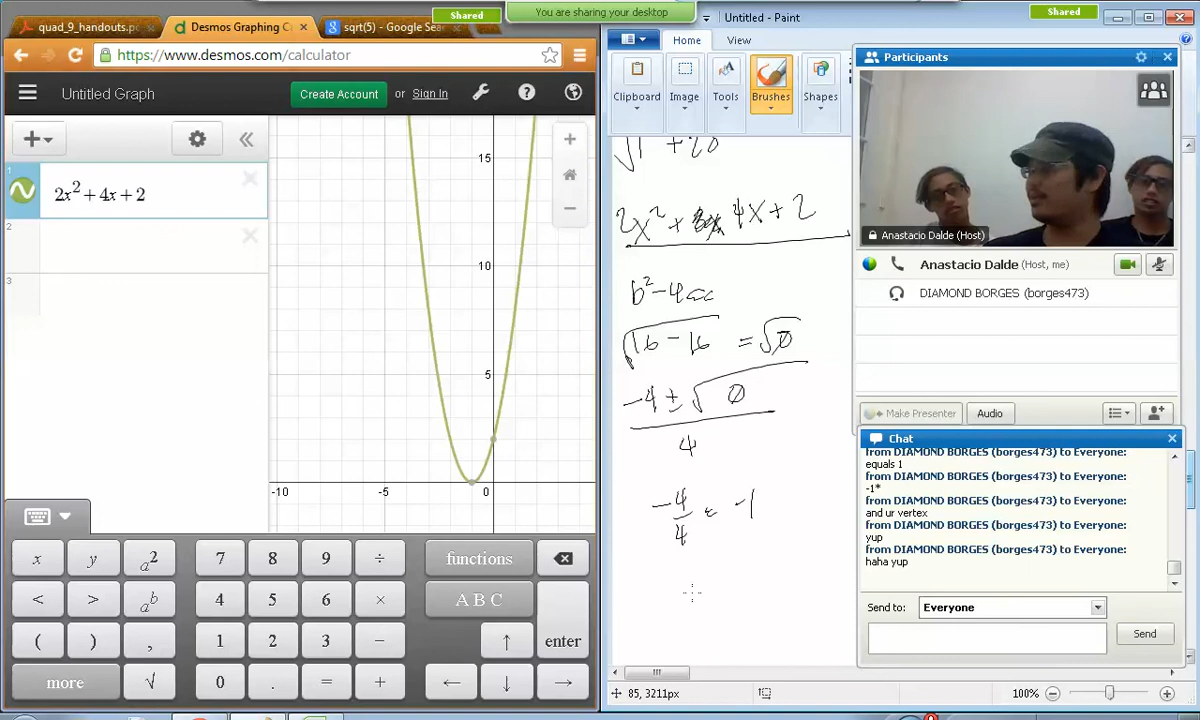 Shared
You are sharing your desktop
Shared
quad_9_handouts.pc
Desmos Graphing C
sqrt(5) - Google Sea
Untitled - Paint
https://www.desmos.com/calculator
Home
View
Untitled Graph
Create Account or Sign In
Clipboard
Image
Tools
Brushes
Shapes
1
2x² + 4x + 2
2
3
15
10
5
-10
-5
0
√1 + 20
2x² + 4x + 2
b² - 4ac
√16 - 16 = √0
-4 ± √0
4
-4
4
= -1
Participants
Anastacio Dalde (Host)
Anastacio Dalde (Host, me)
DIAMOND BORGES (borges473)
Make Presenter
Audio
Chat
from DIAMOND BORGES (borges473) to Everyone:
equals 1
from DIAMOND BORGES (borges473) to Everyone:
-1*
from DIAMOND BORGES (borges473) to Everyone:
and ur vertex
from DIAMOND BORGES (borges473) to Everyone:
yup
from DIAMOND BORGES (borges473) to Everyone:
haha yup
Send to: Everyone
Send
x y a² 7 8 9 ÷ functions
< > aᵇ 4 5 6 × A B C
( ) , 1 2 3 − ↑ enter
more √ 0 . = + ← ↓ →
85, 3211px
100%